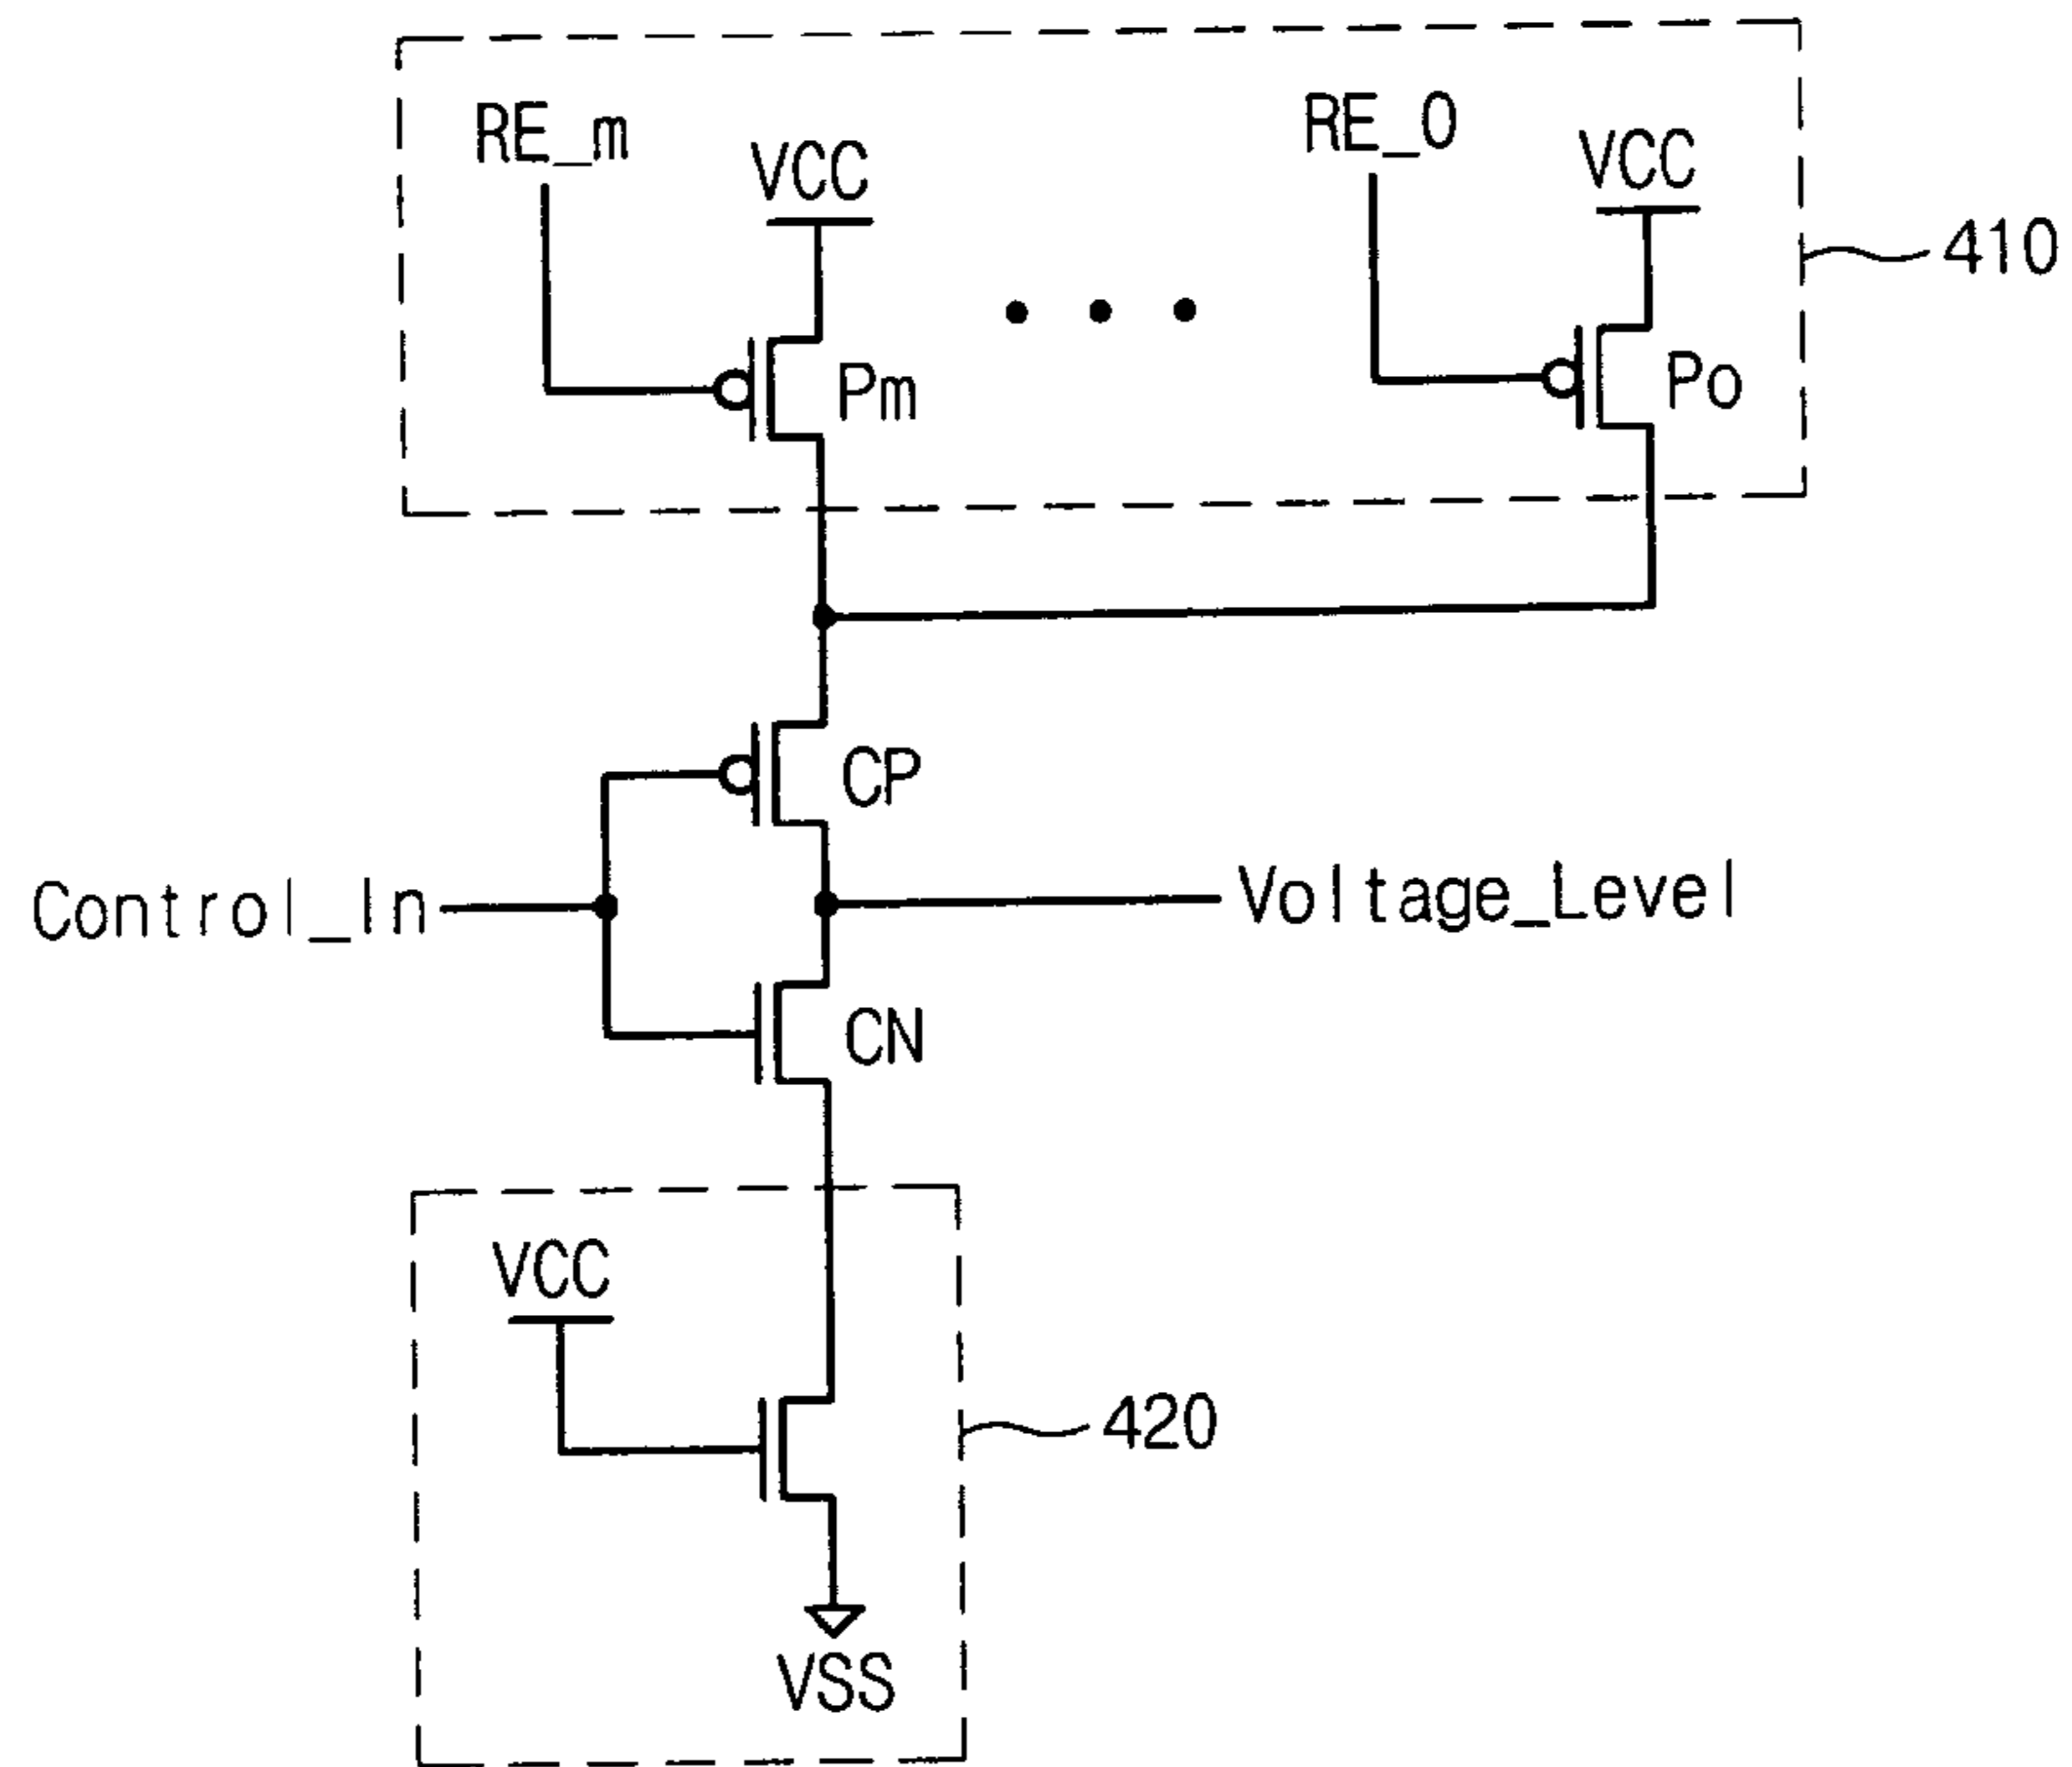 RE_m
VCC
RE_0
VCC
410
Pm
Po
CP
Control_In
Voltage_Level
CN
VCC
420
VSS